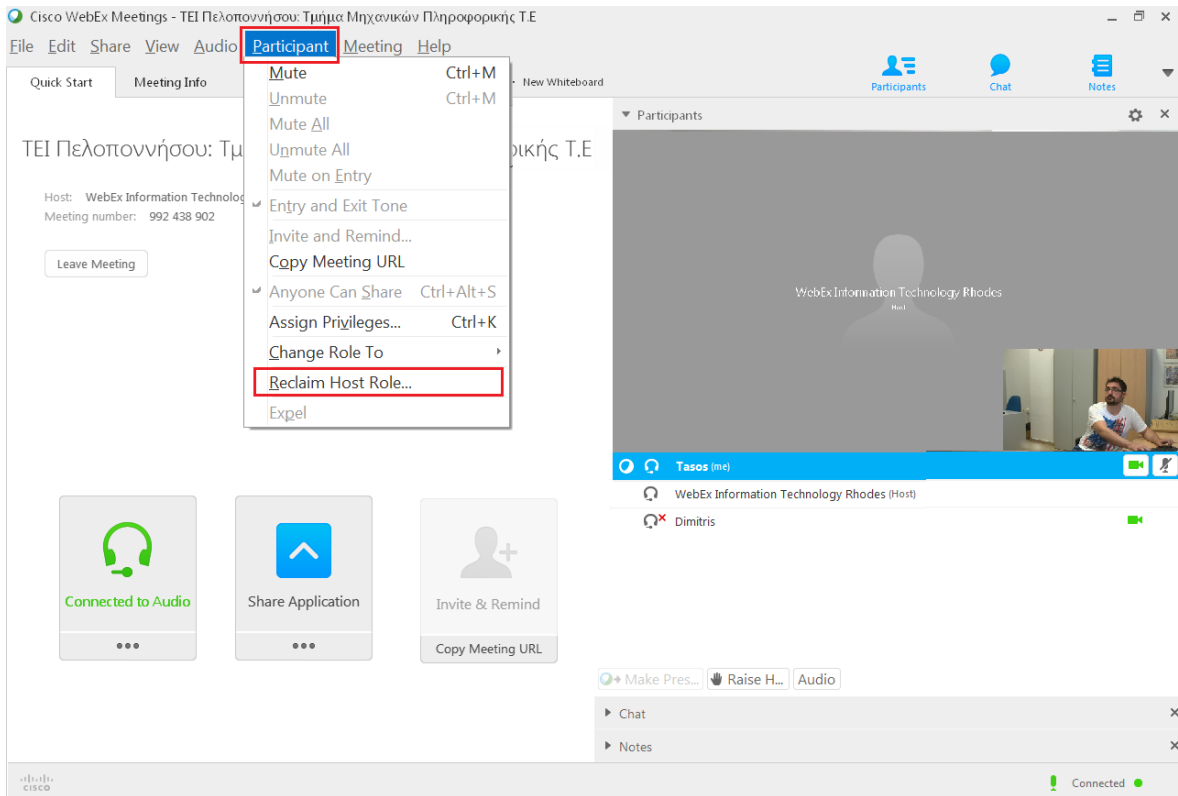 Cisco WebEx Meetings - ΤΕΙ Πελοποννήσου: Τμήμα Μηχανικών Πληροφορικής Τ.Ε
File Edit Share View Audio Participant Meeting Help
Quick Start Meeting Info New Whiteboard
Participants Chat Notes
Mute Ctrl+M
Unmute Ctrl+M
Mute All
Unmute All
Mute on Entry
Entry and Exit Tone
Invite and Remind...
Copy Meeting URL
Anyone Can Share Ctrl+Alt+S
Assign Privileges... Ctrl+K
Change Role To
Reclaim Host Role...
Expel
ΤΕΙ Πελοποννήσου: Τμ ρικής Τ.Ε
Host: WebEx Information Technolog
Meeting number: 992 438 902
Leave Meeting
Connected to Audio
Share Application
Invite & Remind
Copy Meeting URL
Participants
WebEx Information Technology Rhodes
Host
Tasos (me)
WebEx Information Technology Rhodes (Host)
Dimitris
Make Pres... Raise H... Audio
Chat
Notes
CISCO
Connected